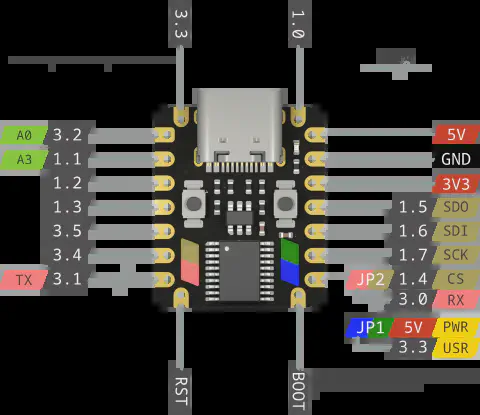 3.3 1.0
A0 3.2 5V
A3 1.1 GND
1.2 3V3
1.3 1.5 SDO
3.5 1.6 SDI
3.4 1.7 SCK
TX 3.1 JP2 1.4 CS
3.0 RX
JP1 5V PWR
3.3 USR
RST BOOT